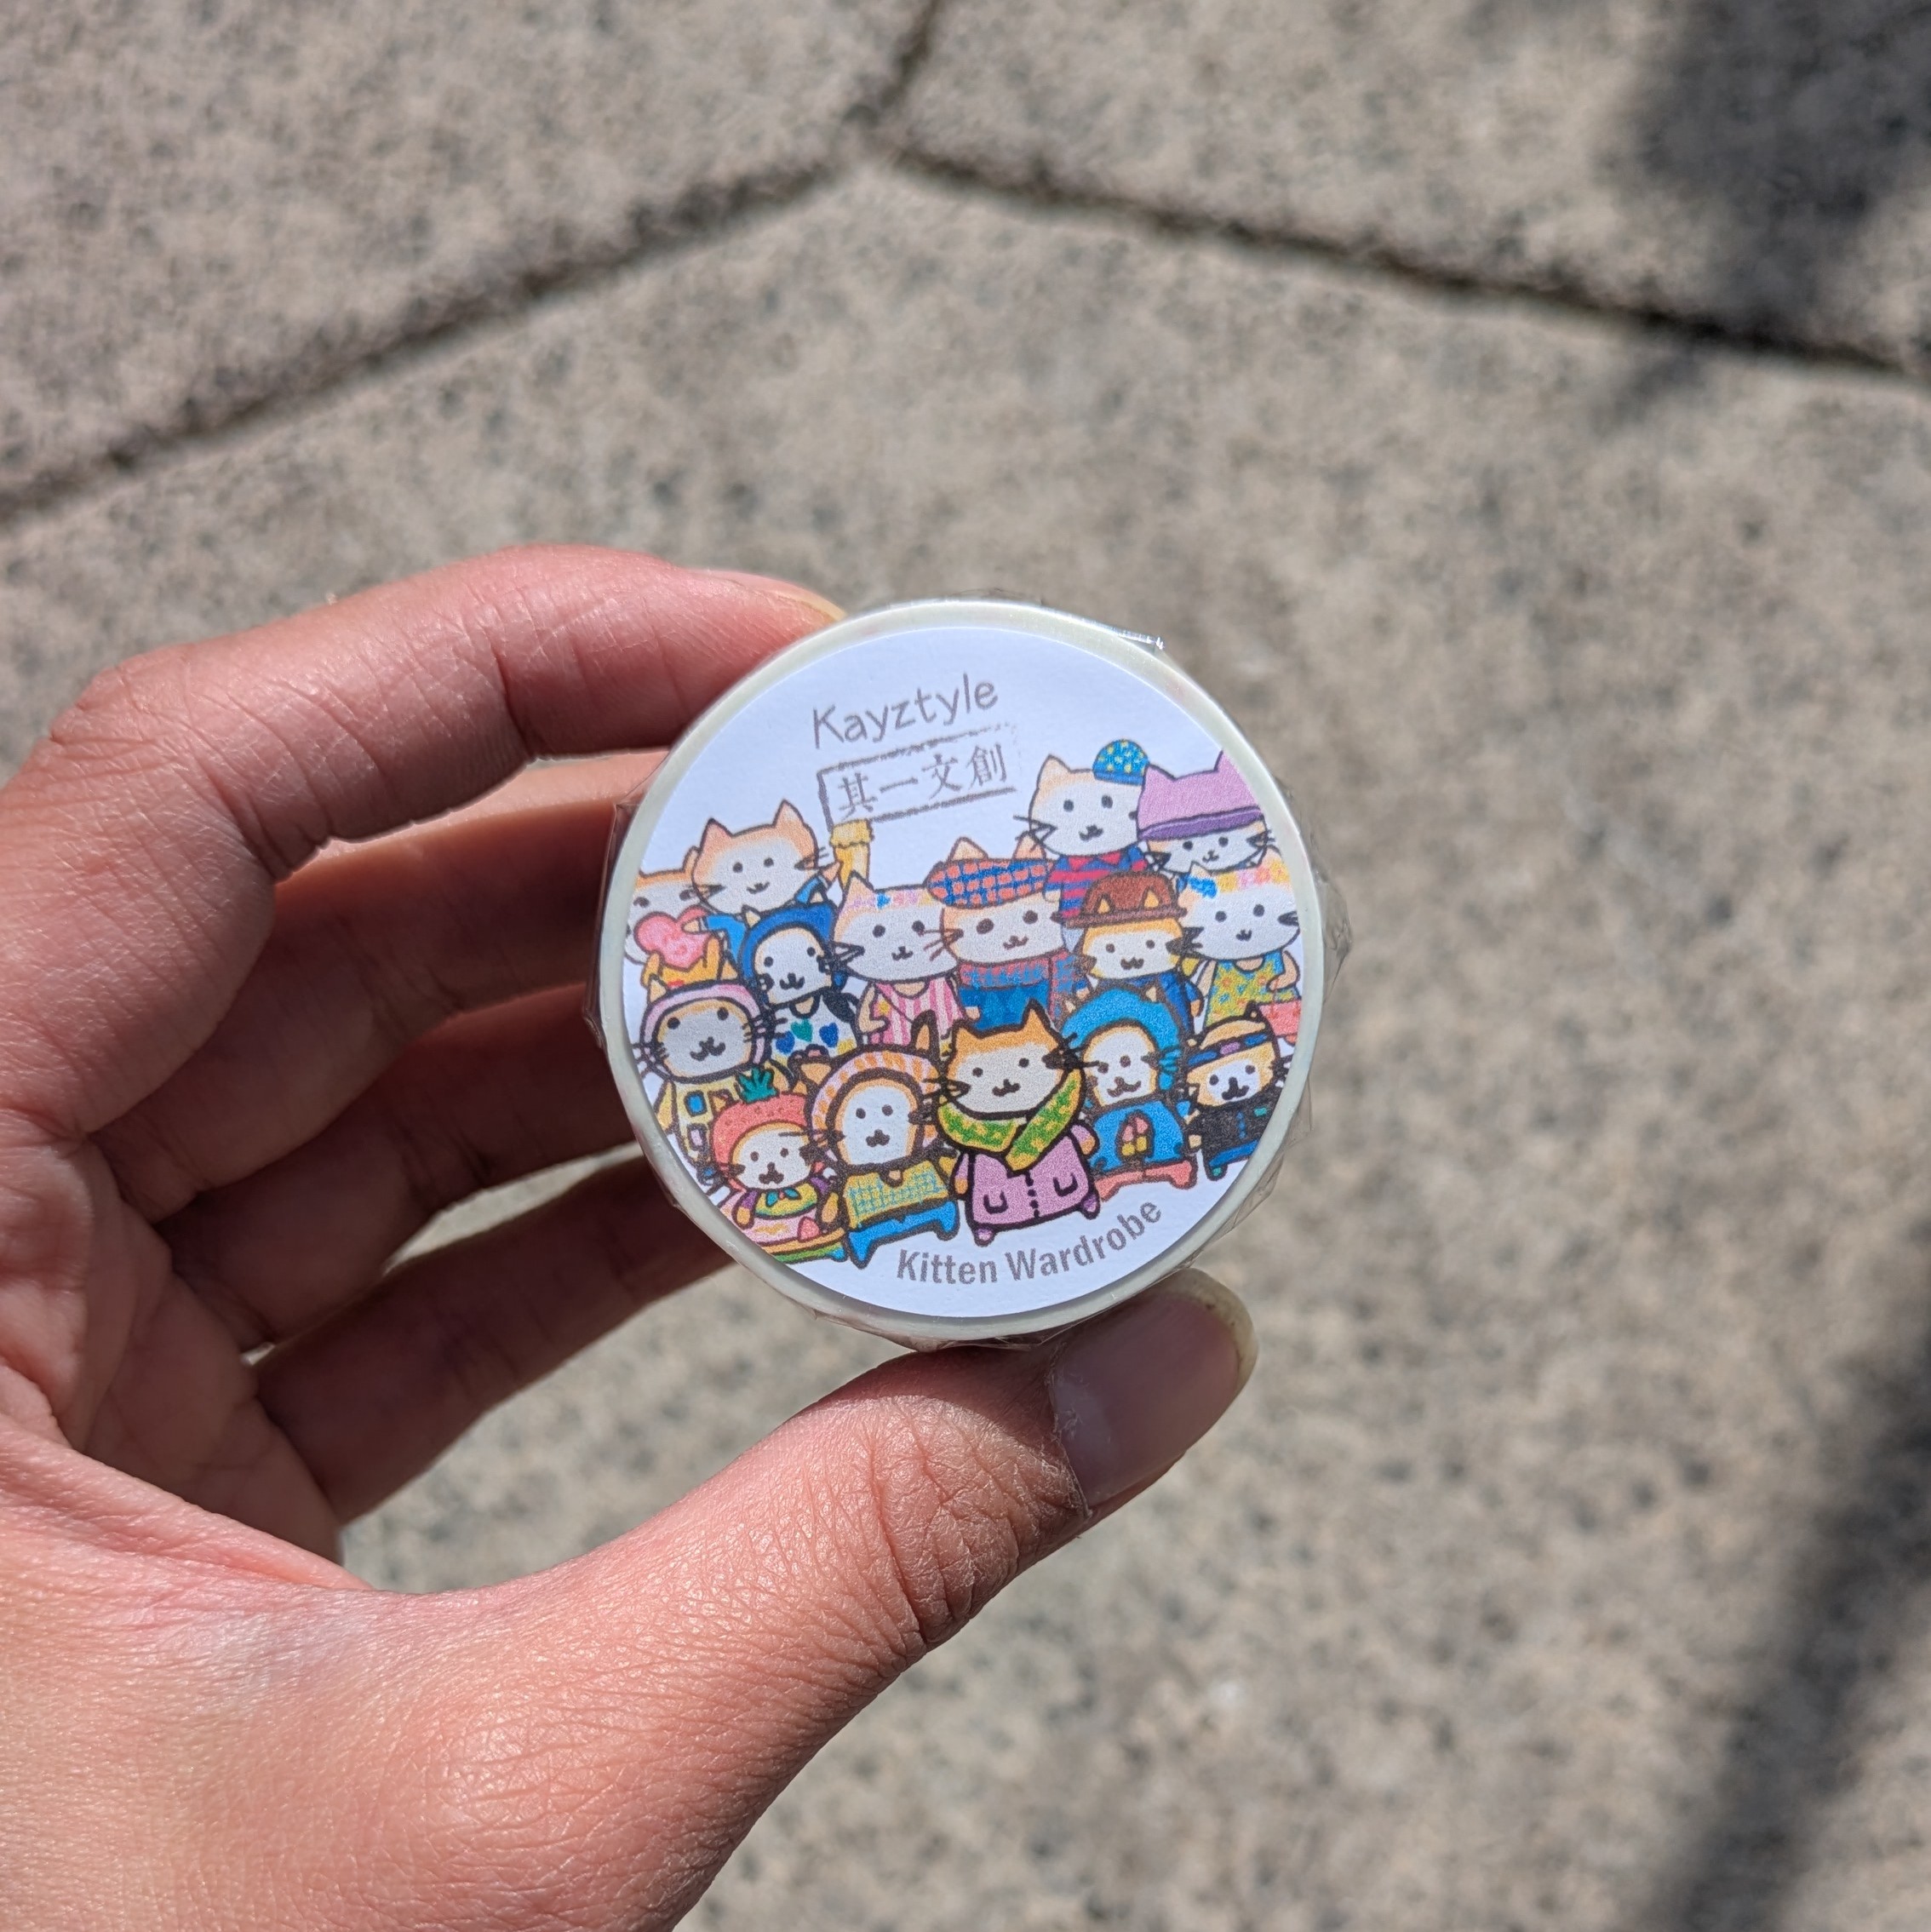 Kayztyle
其一文創
Kitten Wardrobe